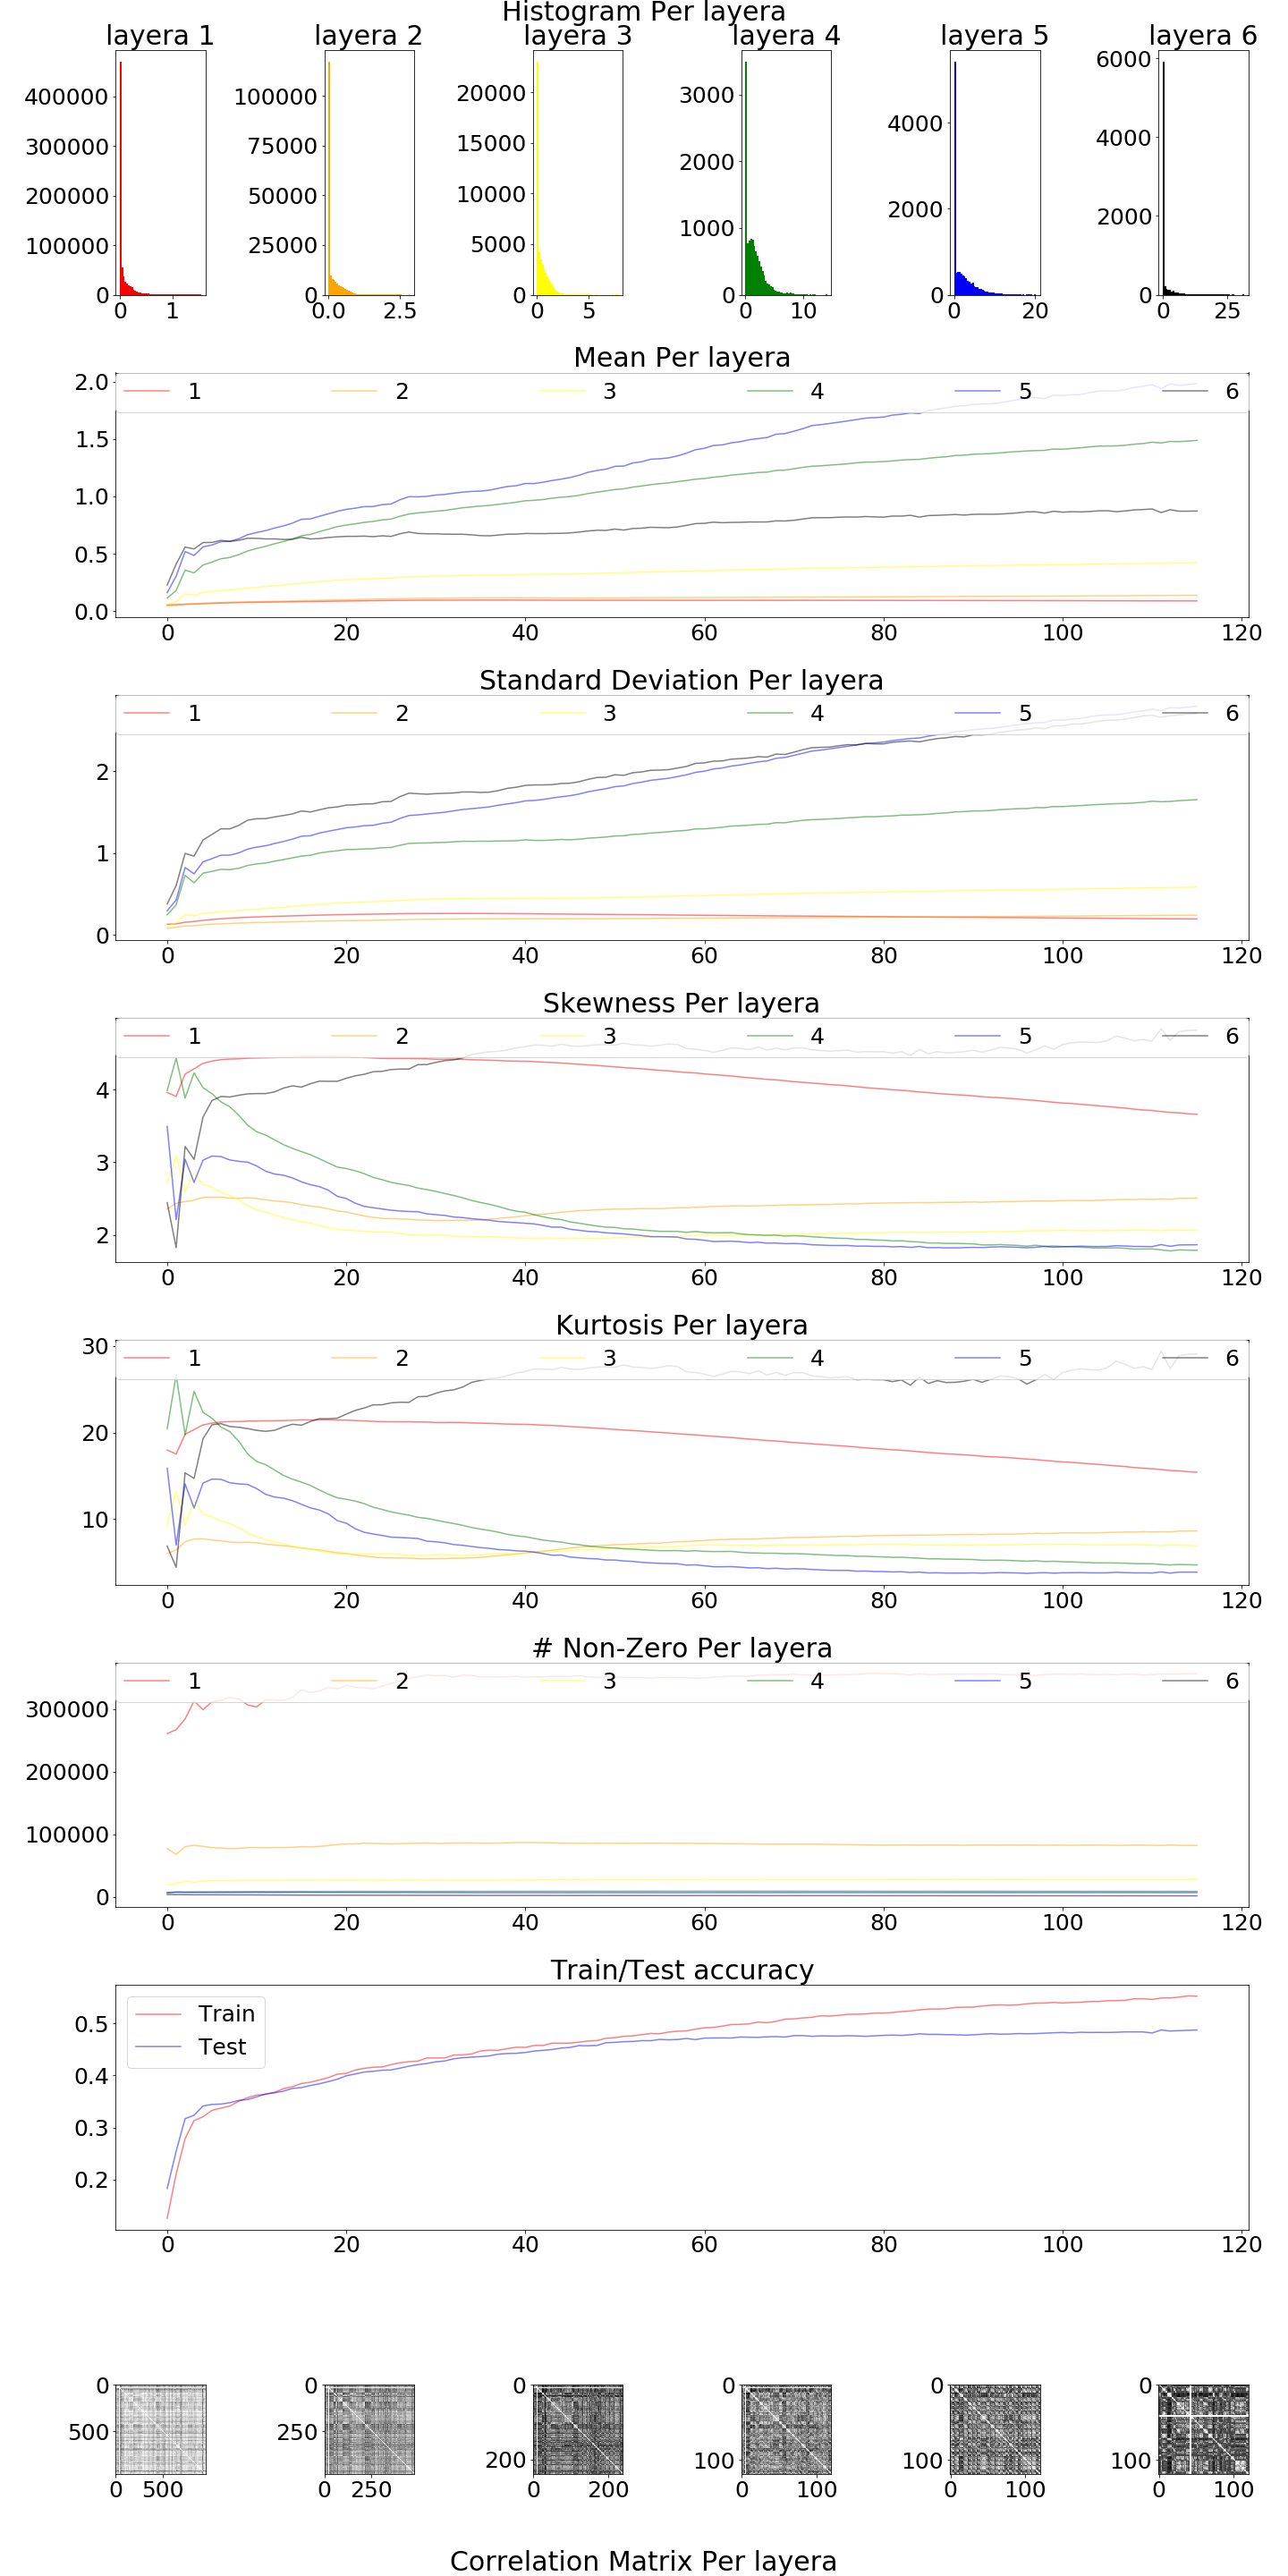 Histogram Per layera
layera 1 layera 2 layera 3 layera 4 layera 5 layera 6
400000 300000 200000 100000 0 0 1
100000 75000 50000 25000 0 0.0 2.5
20000 15000 10000 5000 0 0 5
3000 2000 1000 0 0 10
4000 2000 0 0 20
6000 4000 2000 0 0 25
Mean Per layera
1 2 3 4 5 6
2.0
1.5
1.0
0.5
0.0
0 20 40 60 80 100 120
Standard Deviation Per layera
1 2 3 4 5 6
2
1
0
0 20 40 60 80 100 120
Skewness Per layera
1 2 3 4 5 6
4
3
2
0 20 40 60 80 100 120
Kurtosis Per layera
30
1 2 3 4 5 6
20
10
0 20 40 60 80 100 120
# Non-Zero Per layera
1 2 3 4 5 6
300000
200000
100000
0
0 20 40 60 80 100 120
Train/Test accuracy
Train
Test
0.5
0.4
0.3
0.2
0 20 40 60 80 100 120
0 500 0 500
0 250 0 250
0 200 0 200
0 100 0 100
0 100 0 100
0 100 0 100
Correlation Matrix Per layera